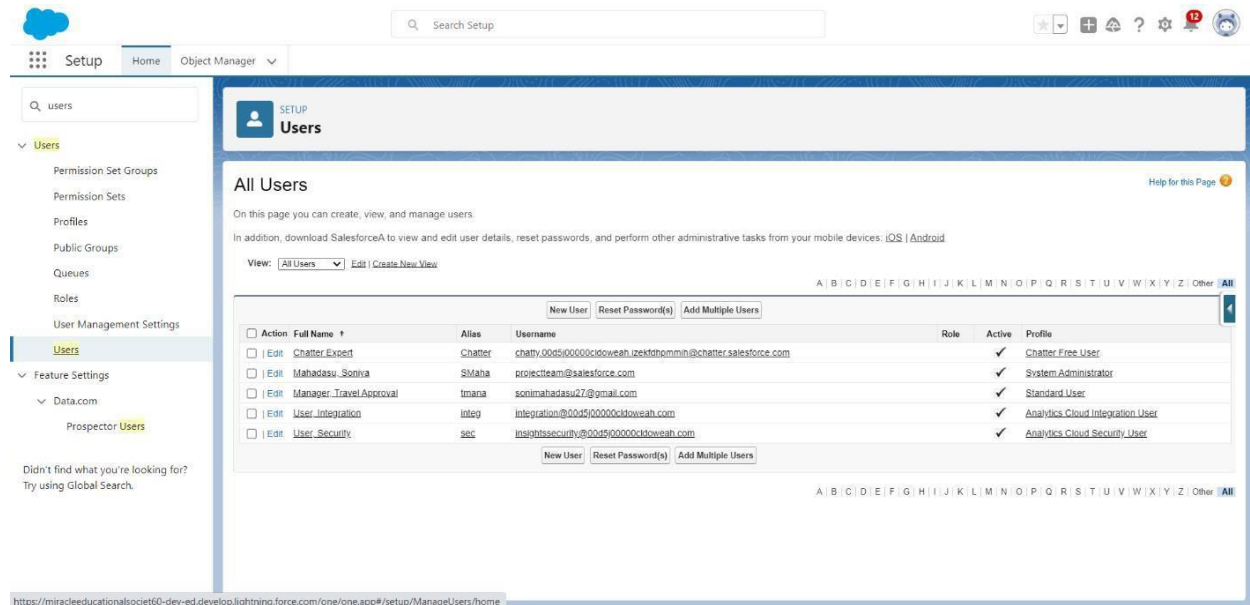 Search Setup
12
Setup Home Object Manager
users
Users
Permission Set Groups
Permission Sets
Profiles
Public Groups
Queues
Roles
User Management Settings
Users
Feature Settings
Data.com
Prospector Users
Didn't find what you're looking for?
Try using Global Search.
SETUP
Users
All Users
Help for this Page ?
On this page you can create, view, and manage users.
In addition, download SalesforceA to view and edit user details, reset passwords, and perform other administrative tasks from your mobile devices: iOS | Android
View: All Users Edit | Create New View
A | B | C | D | E | F | G | H | I | J | K | L | M | N | O | P | Q | R | S | T | U | V | W | X | Y | Z | Other All
New User Reset Password(s) Add Multiple Users
Action Full Name ↑ Alias Username Role Active Profile
| Edit Chatter Expert Chatter chatty.00d5j00000cldoweah.izekfdhpmmih@chatter.salesforce.com ✓ Chatter Free User
| Edit Mahadasu, Soniya SMaha projectteam@salesforce.com ✓ System Administrator
| Edit Manager, Travel Approval tmana sonimahadasu27@gmail.com ✓ Standard User
| Edit User, Integration integ integration@00d5j00000cldoweah.com ✓ Analytics Cloud Integration User
| Edit User, Security sec insightssecurity@00d5j00000cldoweah.com ✓ Analytics Cloud Security User
New User Reset Password(s) Add Multiple Users
A | B | C | D | E | F | G | H | I | J | K | L | M | N | O | P | Q | R | S | T | U | V | W | X | Y | Z | Other All
https://miracleeducationalsociet60-dev-ed.develop.lightning.force.com/one/one.app#/setup/ManageUsers/home